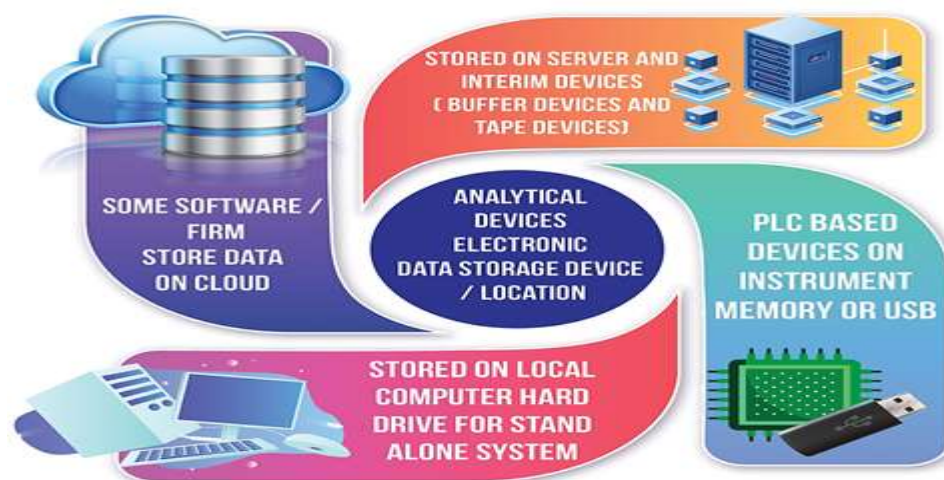 STORED ON SERVER AND
INTERIM DEVICES
( BUFFER DEVICES AND
TAPE DEVICES)
SOME SOFTWARE /
FIRM
STORE DATA
ON CLOUD
ANALYTICAL
DEVICES
ELECTRONIC
DATA STORAGE DEVICE
/ LOCATION
PLC BASED
DEVICES ON
INSTRUMENT
MEMORY OR USB
STORED ON LOCAL
COMPUTER HARD
DRIVE FOR STAND
ALONE SYSTEM